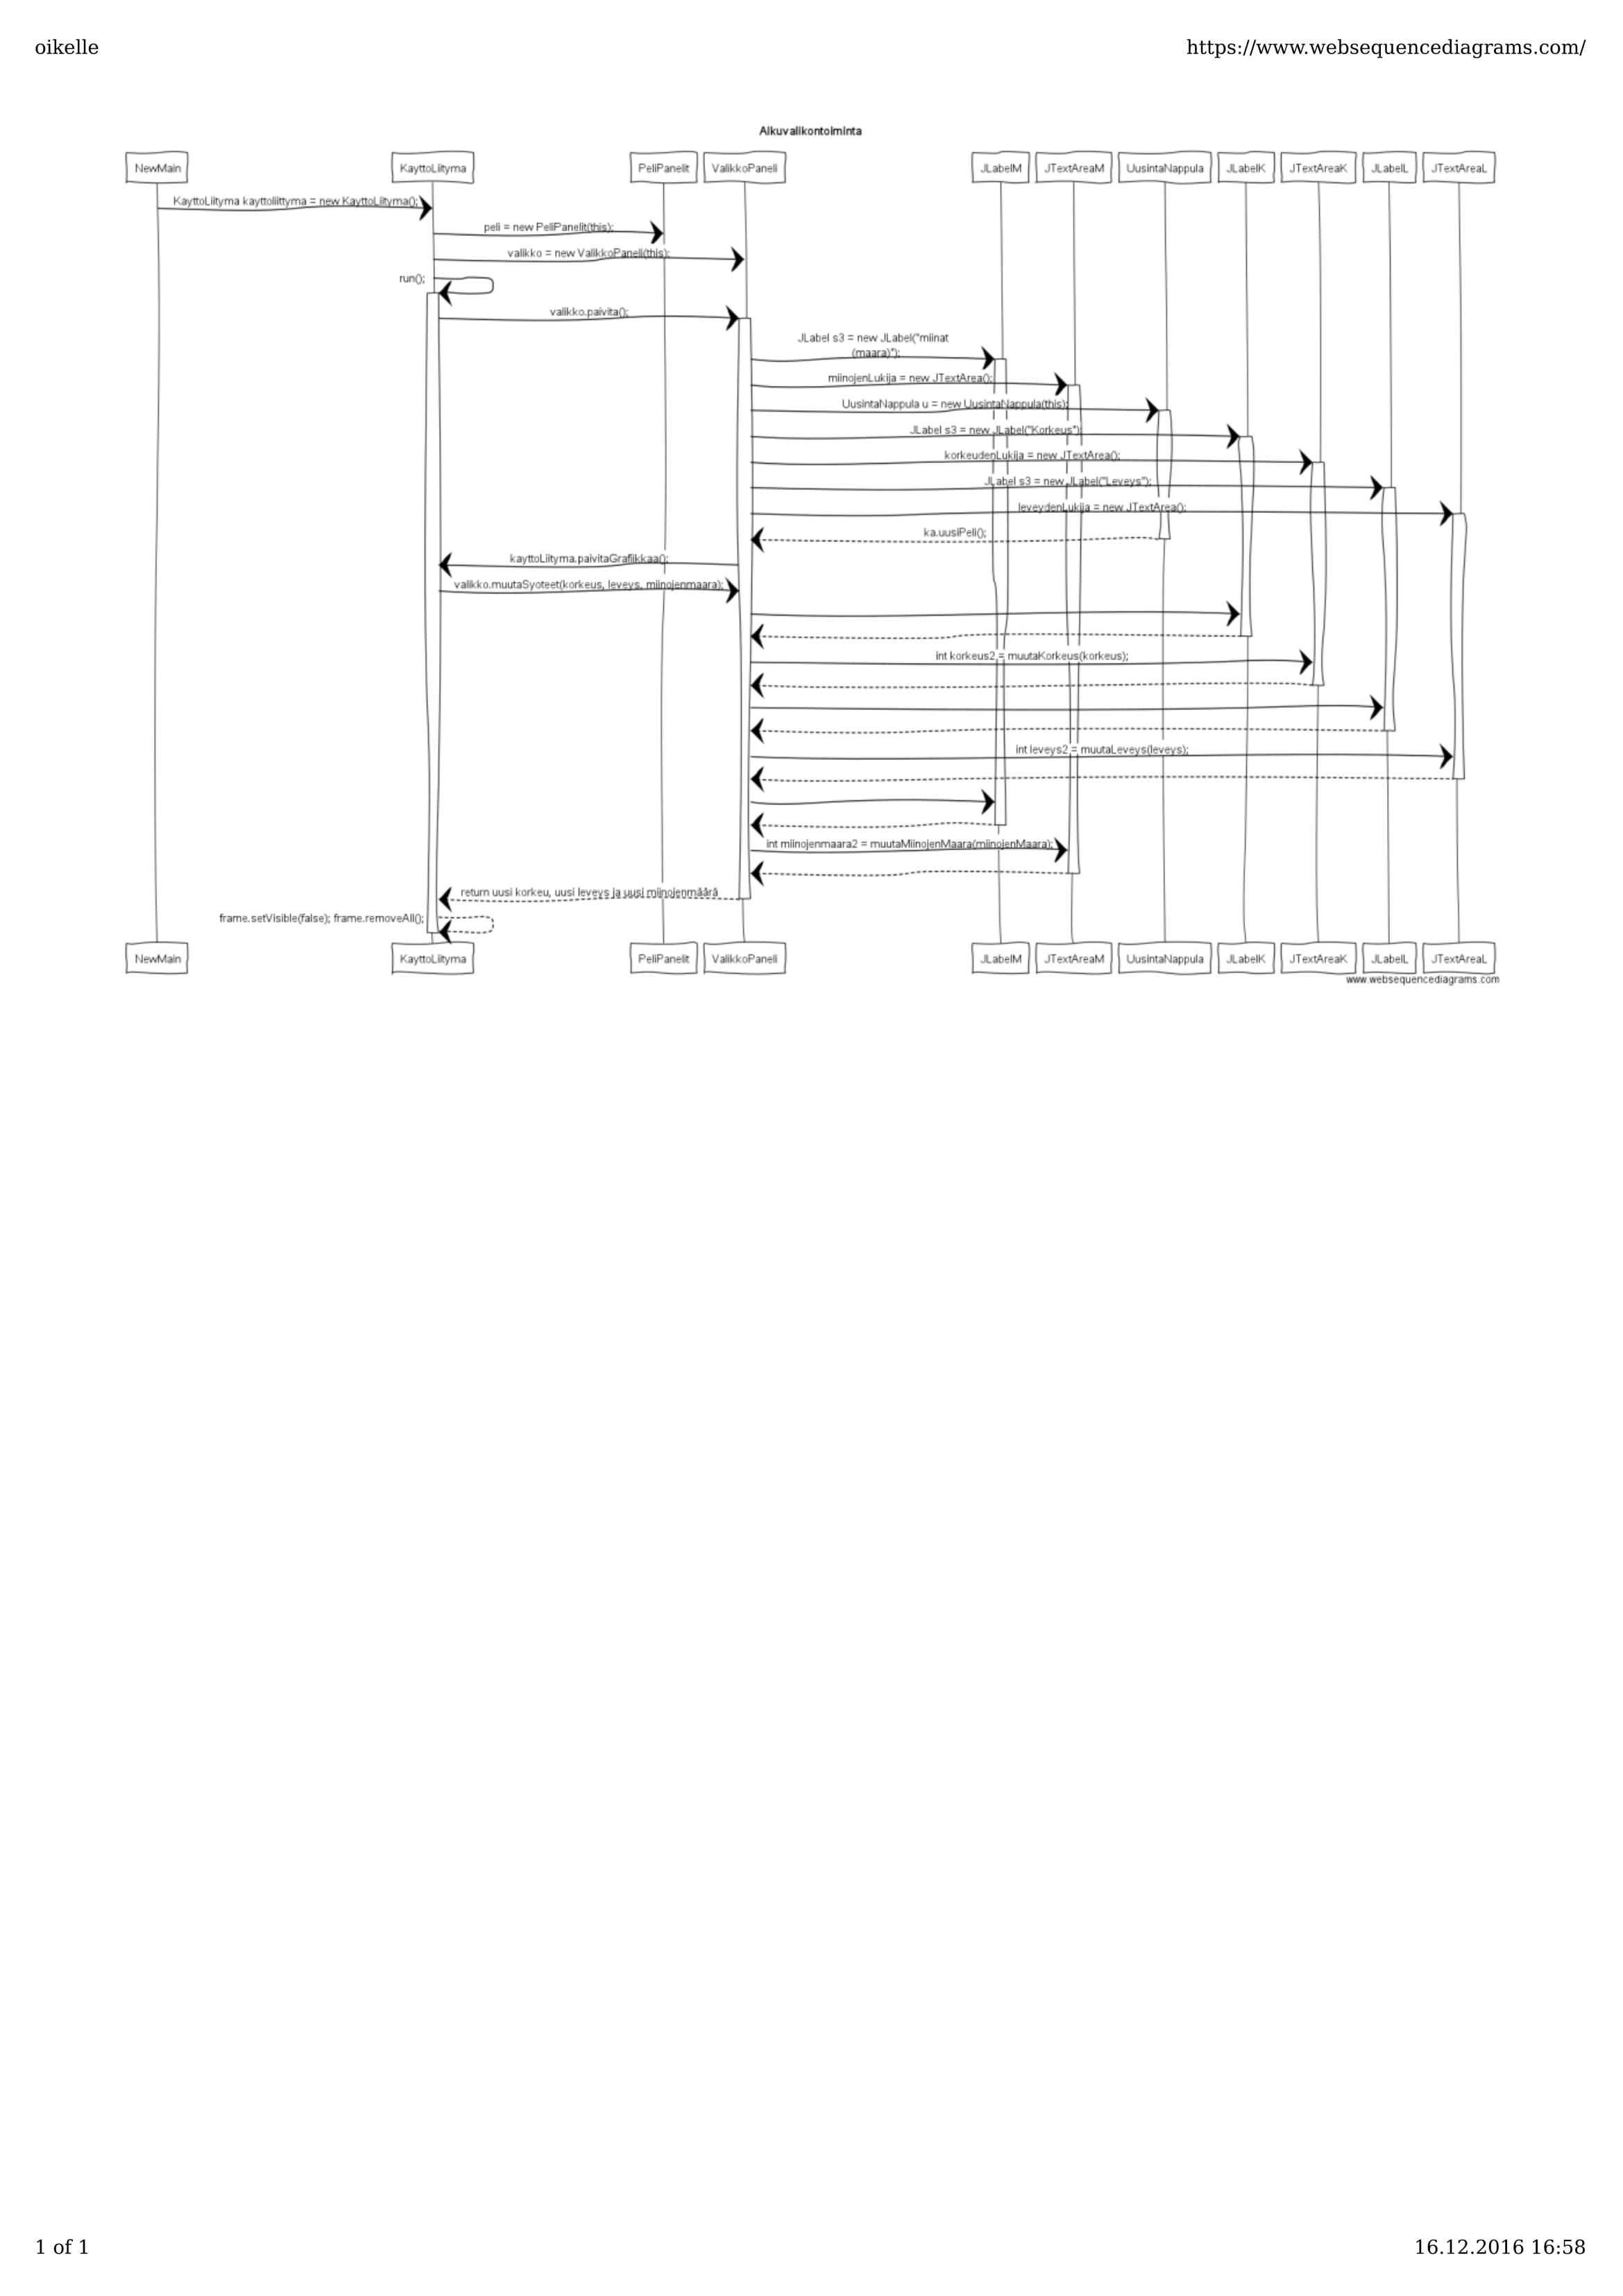 oikelle
https://www.websequencediagrams.com/
Alkuvalikontoiminta
NewMain
KayttoLiityma
PeliPanelit
ValikkoPaneli
JLabelM
JTextAreaM
UusintaNappula
JLabelK
JTextAreaK
JLabelL
JTextAreaL
KayttoLiityma kayttoliittyma = new KayttoLiityma();
peli = new PeliPanelit(this);
valikko = new ValikkoPaneli(this);
run();
valikko.paivita();
JLabel s3 = new JLabel("miinat
(maara)");
miinojenLukija = new JTextArea();
UusintaNappula u = new UusintaNappula(this);
JLabel s3 = new JLabel("Korkeus");
korkeudenLukija = new JTextArea();
JLabel s3 = new JLabel("Leveys");
leveydenLukija = new JTextArea();
ka.uusiPeli();
kayttoLiityma.paivitaGrafiikkaa();
valikko.muutaSyoteet(korkeus, leveys, miinojenmaara);
int korkeus2 = muutaKorkeus(korkeus);
int leveys2 = muutaLeveys(leveys);
int miinojenmaara2 = muutaMiinojenMaara(miinojenMaara);
return uusi korkeu, uusi leveys ja uusi miinojenmäärä
frame.setVisible(false); frame.removeAll();
NewMain
KayttoLiityma
PeliPanelit
ValikkoPaneli
JLabelM
JTextAreaM
UusintaNappula
JLabelK
JTextAreaK
JLabelL
JTextAreaL
www.websequencediagrams.com
1 of 1
16.12.2016 16:58